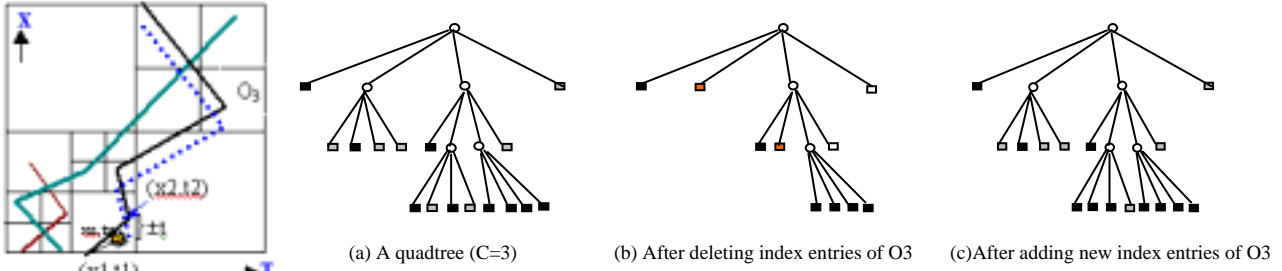 X
O3
(x2,t2)
±t
(x1,t1)
T
(a) A quadtree (C=3)
(b) After deleting index entries of O3
(c)After adding new index entries of O3